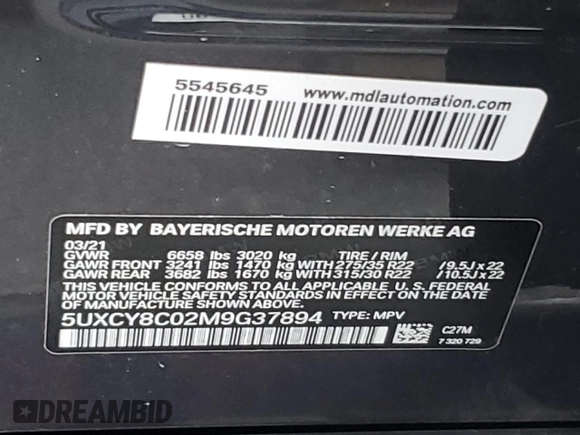 5545645 www.mdlautomation.com
MFD BY BAYERISCHE MOTOREN WERKE AG
03/21
GVWR 6658 lbs 3020 kg TIRE / RIM
GAWR FRONT 3241 lbs 1470 kg WITH 275/35 R22 /9.5J x 22
GAWR REAR 3682 lbs 1670 kg WITH 315/30 R22 /10.5J x 22
THIS VEHICLE CONFORMS TO ALL APPLICABLE U. S. FEDERAL
MOTOR VEHICLE SAFETY STANDARDS IN EFFECT ON THE DATE OF
MANUFACTURE SHOWN ABOVE.
5UXCY8C02M9G37894 TYPE: MPV
C27M
7 320 729
DREAMBID